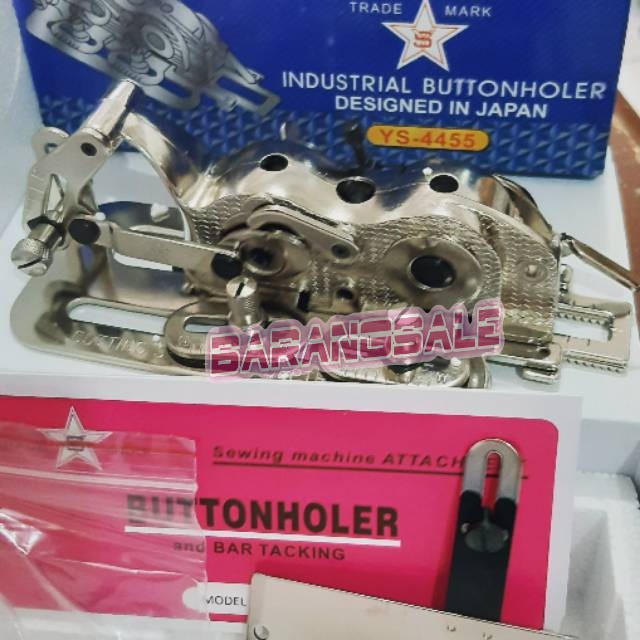 TRADE MARK
S
INDUSTRIAL BUTTONHOLER
DESIGNED IN JAPAN
YS-4455
BARANGSALE
S
Sewing machine ATTACH
BUTTONHOLER
and BAR TACKING
MODEL